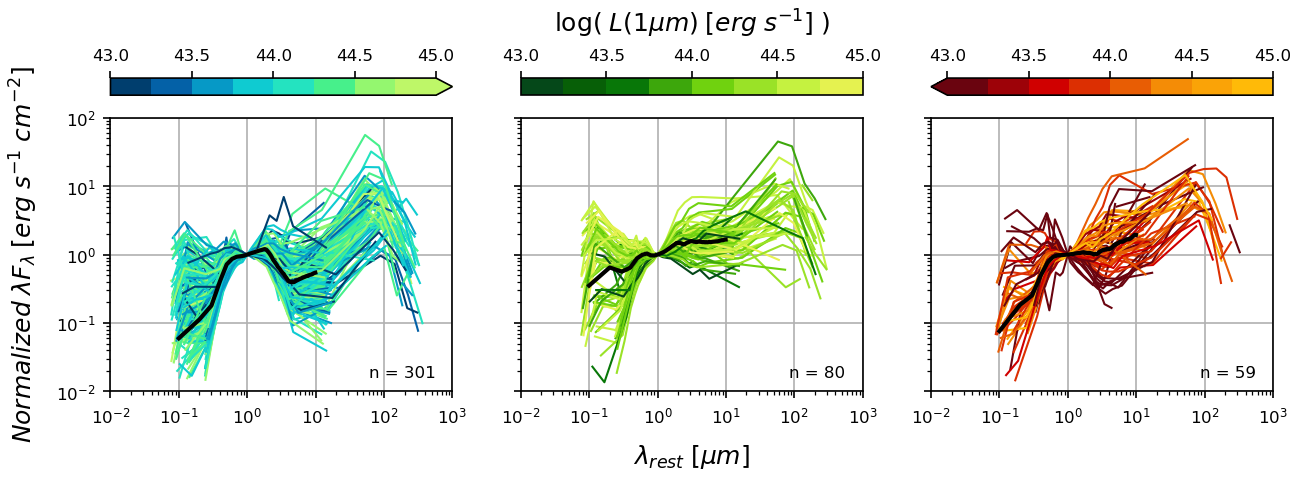 log( L(1μm) [erg s⁻¹] )
43.0 43.5 44.0 44.5 45.0
43.0 43.5 44.0 44.5 45.0
43.0 43.5 44.0 44.5 45.0
Normalized λF_λ [erg s⁻¹ cm⁻²]
10²
10¹
10⁰
10⁻¹
10⁻²
n = 301
n = 80
n = 59
10⁻² 10⁻¹ 10⁰ 10¹ 10² 10³
10⁻² 10⁻¹ 10⁰ 10¹ 10² 10³
10⁻² 10⁻¹ 10⁰ 10¹ 10² 10³
λ_rest [μm]